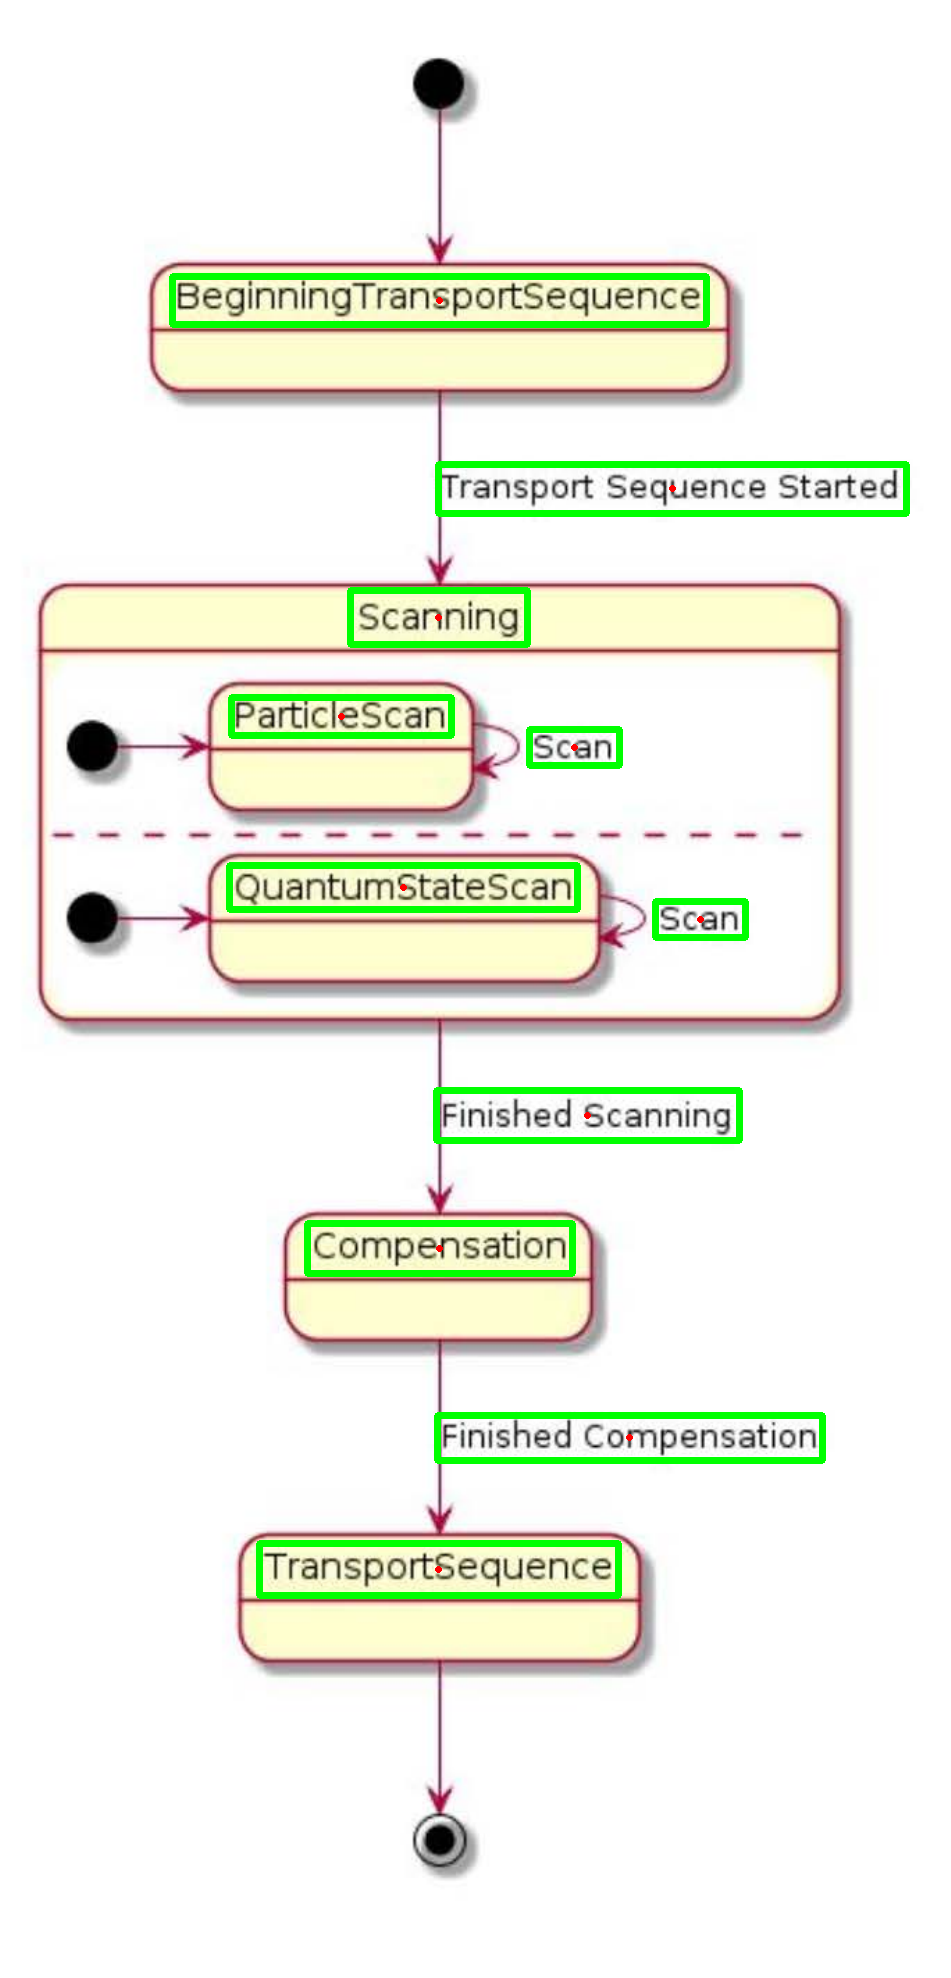 BeginningTransportSequence
Transport Sequence Started
Scanning
ParticleScan
Scan
QuantumStateScan
Scan
Finished Scanning
Compensation
Finished Compensation
TransportSequence